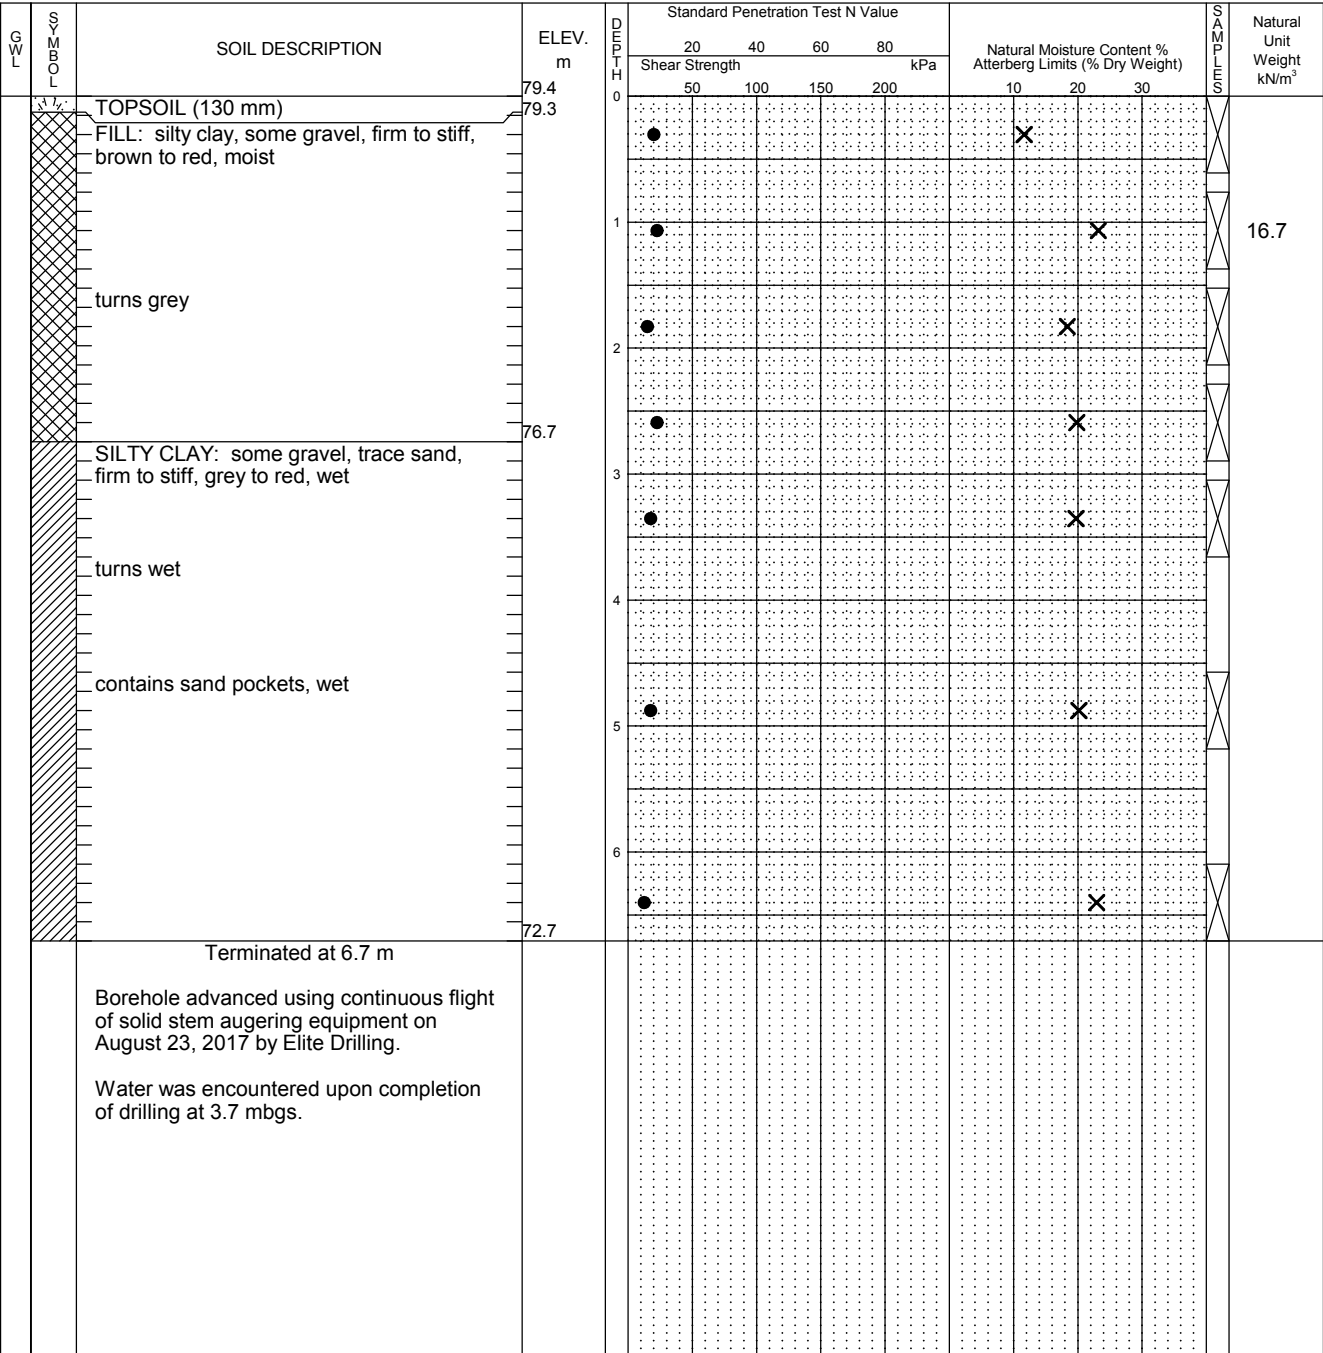 GWL
SYMBOL
SOIL DESCRIPTION
ELEV.
m
DEPTH
Standard Penetration Test N Value
20 40 60 80
Shear Strength kPa
50 100 150 200
Natural Moisture Content %
Atterberg Limits (% Dry Weight)
10 20 30
SAMPLES
Natural
Unit
Weight
kN/m³
79.4
0
TOPSOIL (130 mm)
79.3
FILL: silty clay, some gravel, firm to stiff,
brown to red, moist
1
16.7
turns grey
2
76.7
SILTY CLAY: some gravel, trace sand,
firm to stiff, grey to red, wet
3
turns wet
4
contains sand pockets, wet
5
6
72.7
Terminated at 6.7 m
Borehole advanced using continuous flight
of solid stem augering equipment on
August 23, 2017 by Elite Drilling.
Water was encountered upon completion
of drilling at 3.7 mbgs.